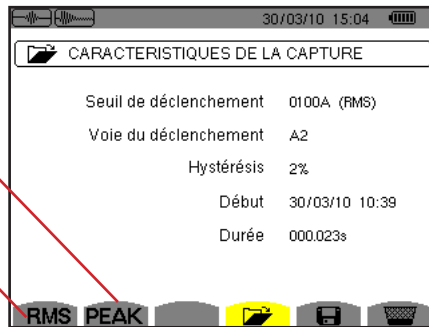 30/03/10 15:04
CARACTERISTIQUES DE LA CAPTURE
Seuil de déclenchement 0100A (RMS)
Voie du déclenchement A2
Hystérésis 2%
Début 30/03/10 10:39
Durée 000.023s
RMS PEAK